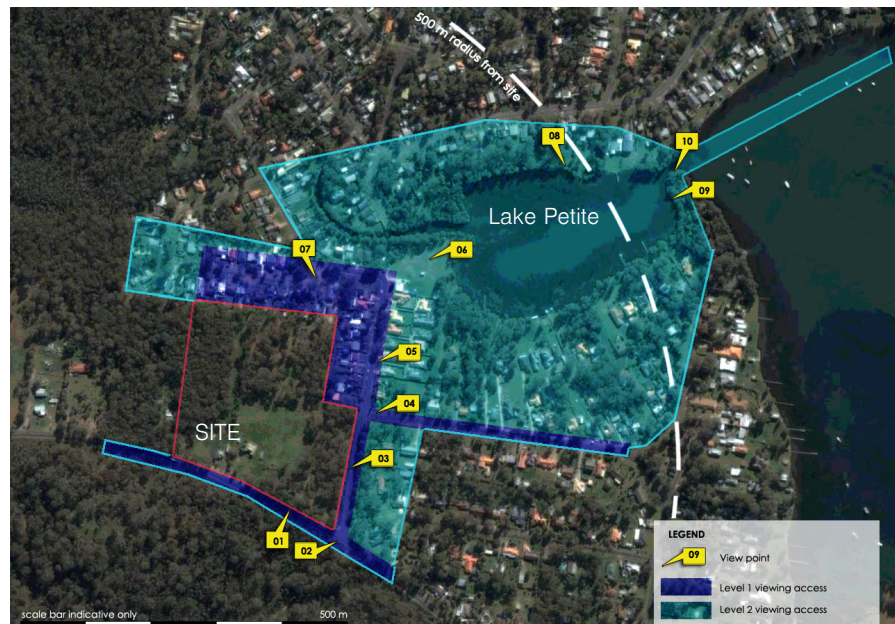 500 m radius from site
08
10
09
Lake Petite
07
06
05
04
SITE
03
01
02
LEGEND
09 View point
Level 1 viewing access
Level 2 viewing access
scale bar indicative only
500 m